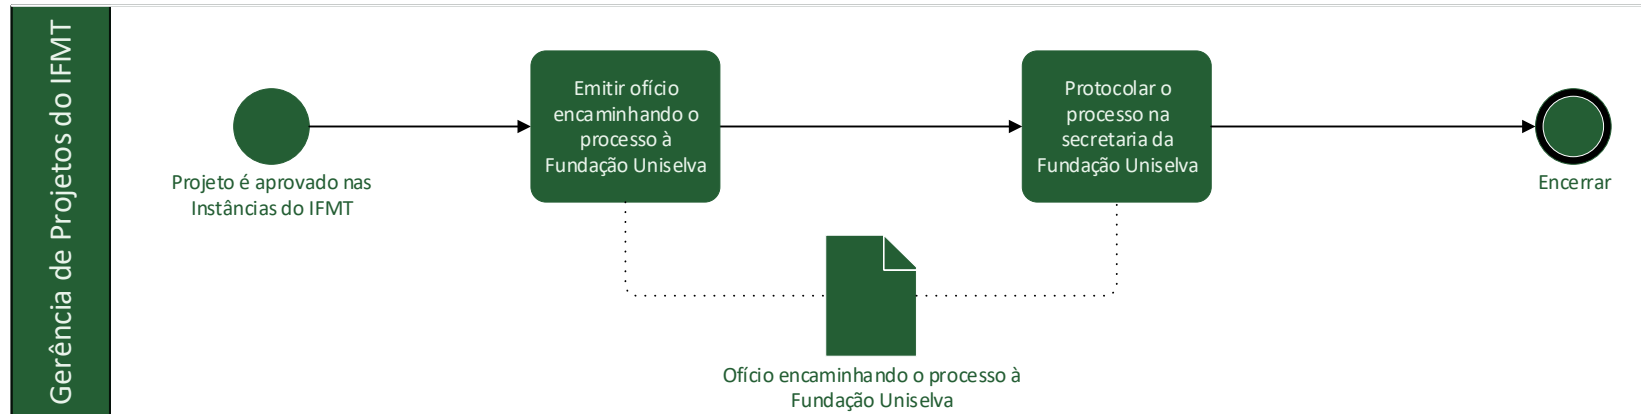 Gerência de Projetos do IFMT
Projeto é aprovado nas
Instâncias do IFMT
Emitir ofício
encaminhando o
processo à
Fundação Uniselva
Protocolar o
processo na
secretaria da
Fundação Uniselva
Encerrar
Ofício encaminhando o processo à
Fundação Uniselva